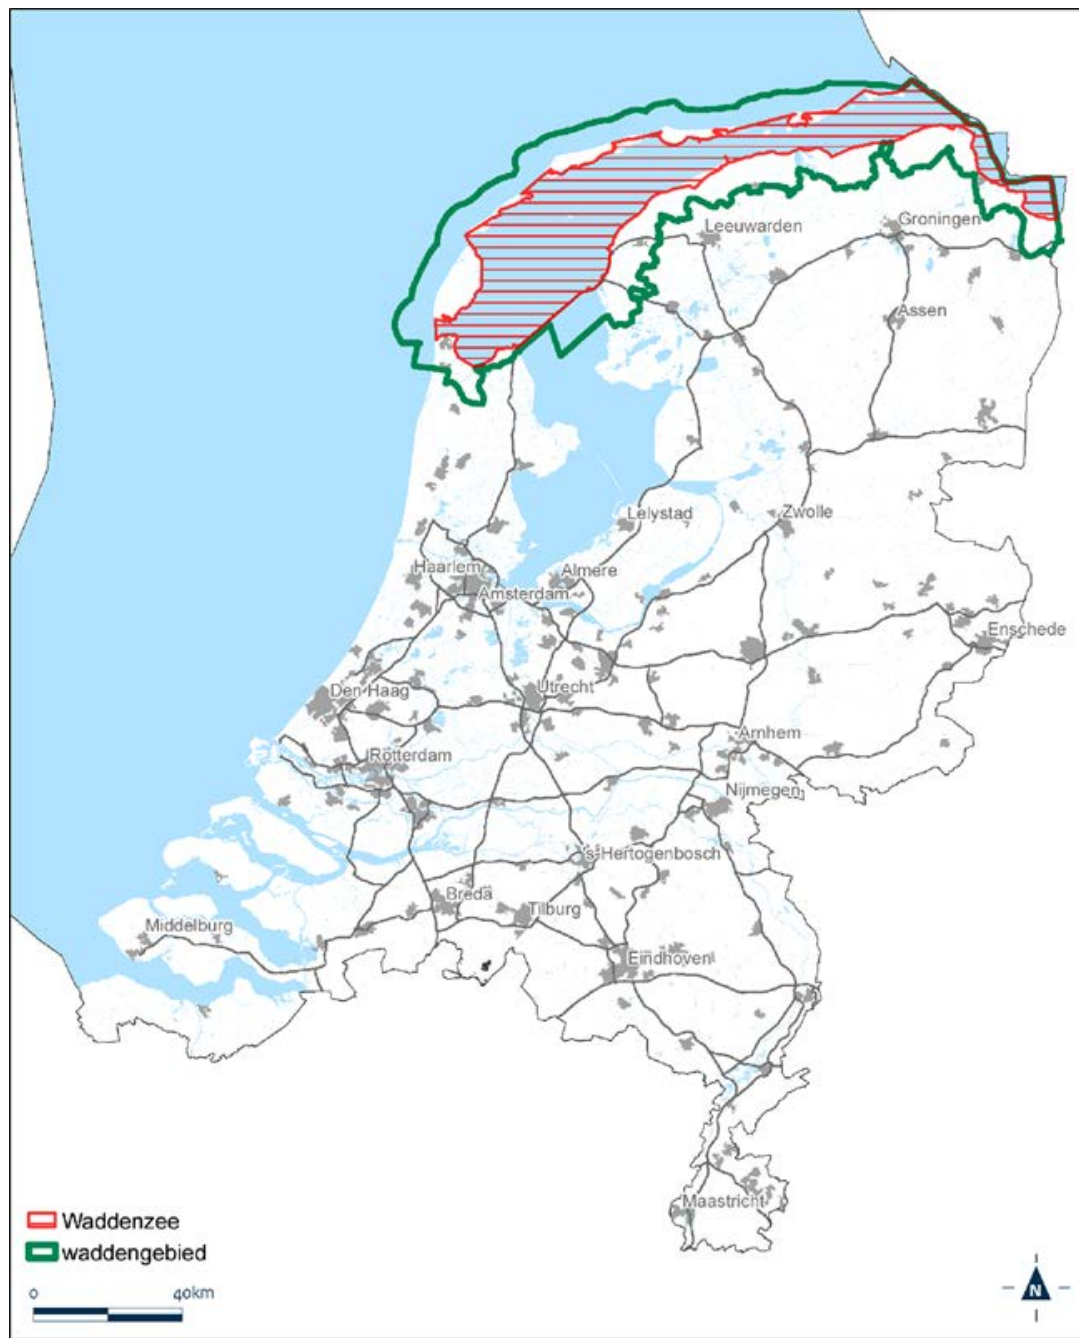 Leeuwarden
Groningen
Assen
Lelystad
Zwolle
Haarlem
Almere
Amsterdam
Enschede
Den Haag
Utrecht
Rotterdam
Arnhem
Nijmegen
's-Hertogenbosch
Breda
Tilburg
Middelburg
Eindhoven
Maastricht
Waddenzee
waddengebied
0 40km
N